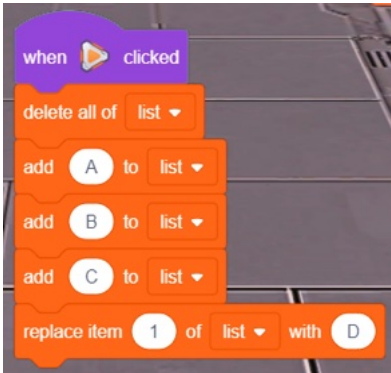 when clicked
delete all of list
add A to list
add B to list
add C to list
replace item 1 of list with D